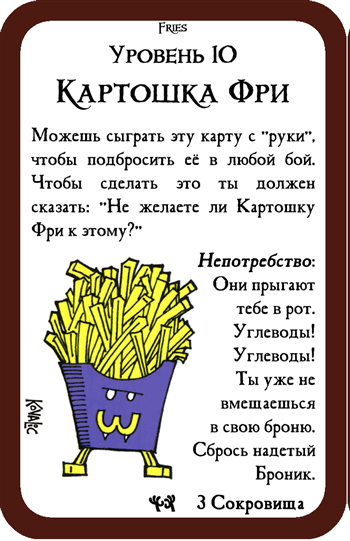 Fries
Уровень 10
Картошка Фри
Можешь сыграть эту карту с "руки",
чтобы подбросить её в любой бой.
Чтобы сделать это ты должен
сказать: "Не желаете ли Картошку
Фри к этому?"
Непотребство:
Они прыгают
тебе в рот.
Углеводы!
Углеводы!
Ты уже не
вмещаешься
в свою броню.
Сбрось надетый
Броник.
Kovalic
3 Сокровища